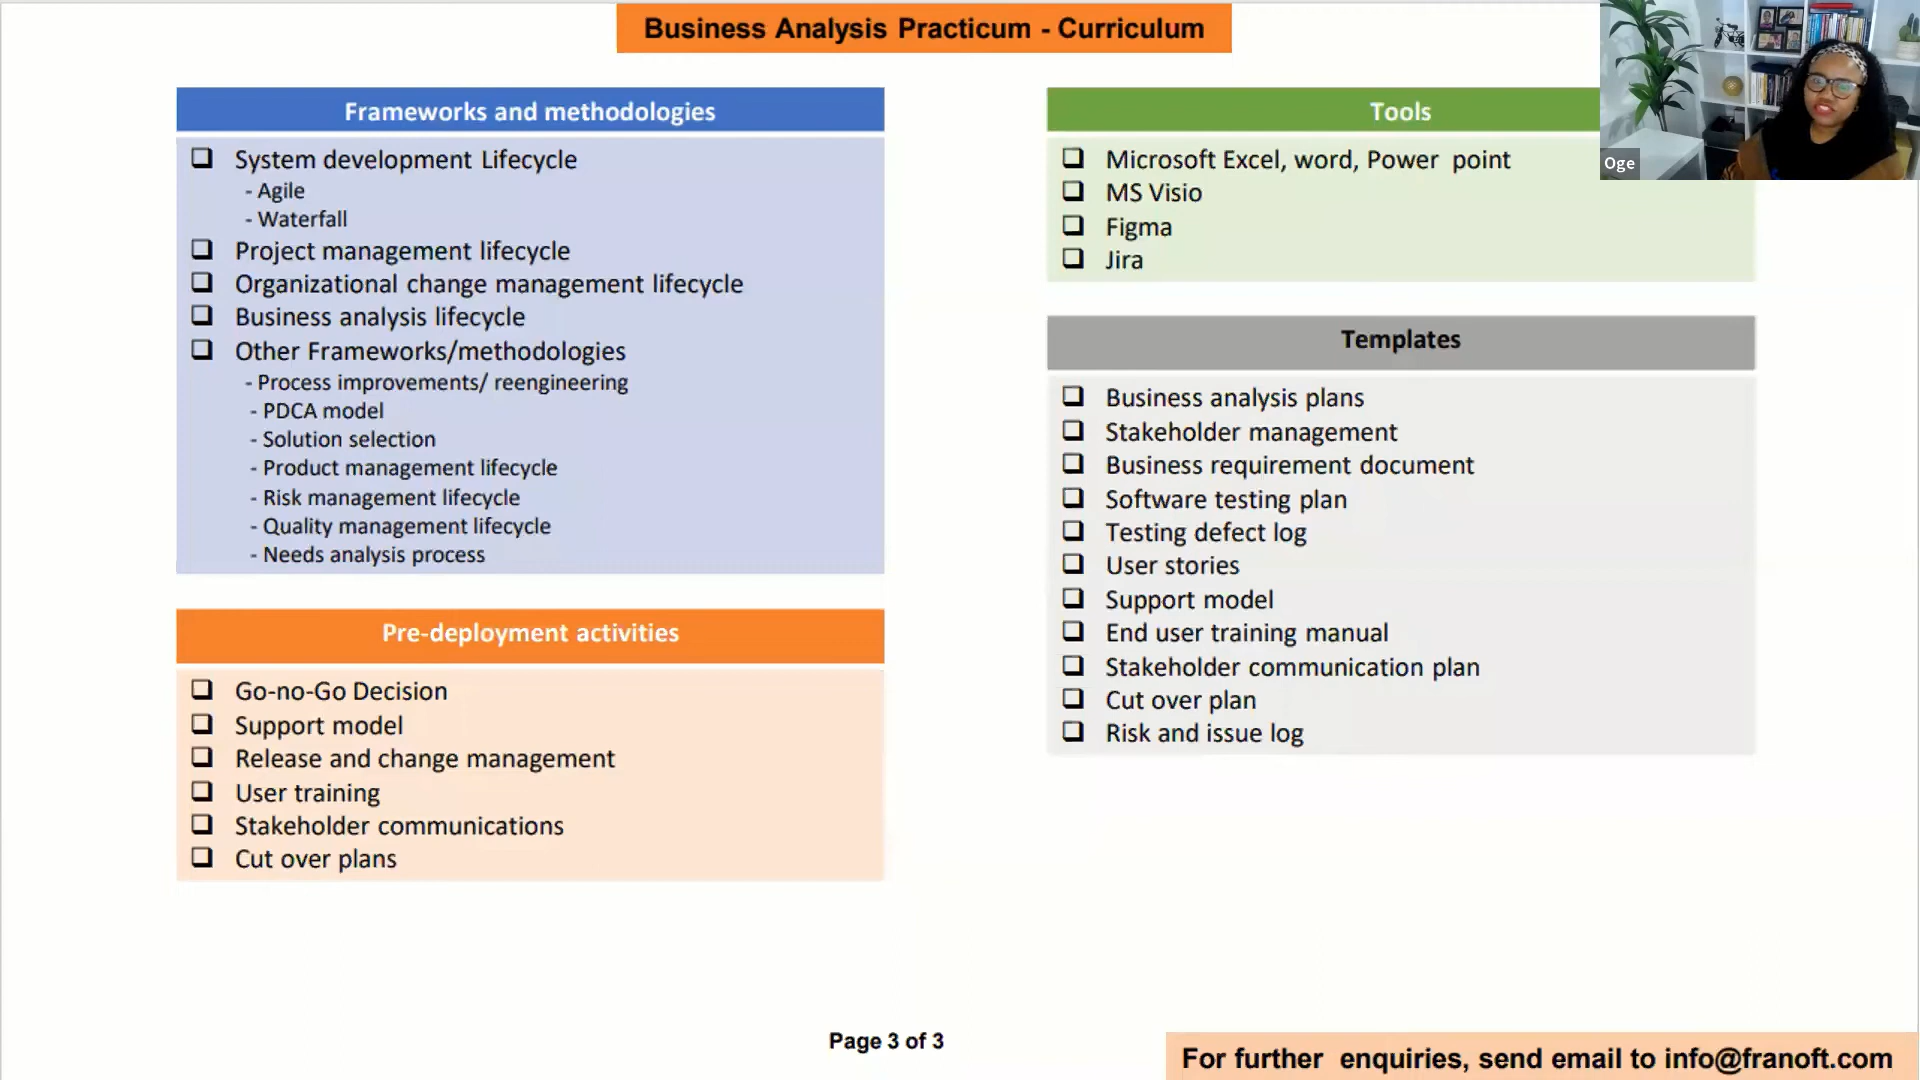 Business Analysis Practicum - Curriculum
Frameworks and methodologies
System development Lifecycle
- Agile
- Waterfall
Project management lifecycle
Organizational change management lifecycle
Business analysis lifecycle
Other Frameworks/methodologies
- Process improvements/ reengineering
- PDCA model
- Solution selection
- Product management lifecycle
- Risk management lifecycle
- Quality management lifecycle
- Needs analysis process
Pre-deployment activities
Go-no-Go Decision
Support model
Release and change management
User training
Stakeholder communications
Cut over plans
Tools
Microsoft Excel, word, Power point
MS Visio
Figma
Jira
Templates
Business analysis plans
Stakeholder management
Business requirement document
Software testing plan
Testing defect log
User stories
Support model
End user training manual
Stakeholder communication plan
Cut over plan
Risk and issue log
Oge
Page 3 of 3
For further enquiries, send email to info@franoft.com